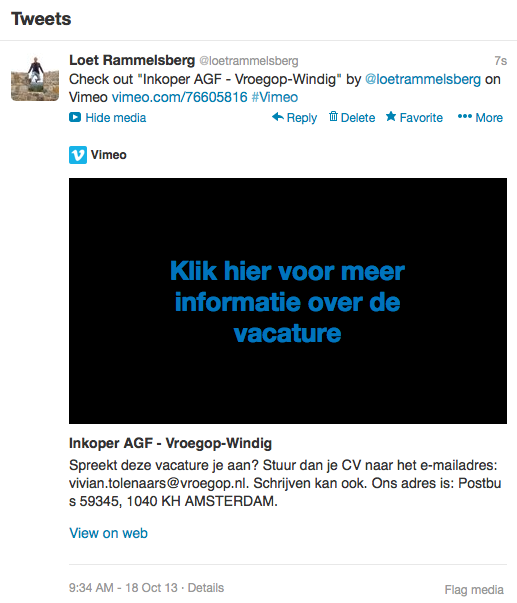 Tweets
Loet Rammelsberg @loetrammelsberg 7s
Check out "Inkoper AGF - Vroegop-Windig" by @loetrammelsberg on
Vimeo vimeo.com/76605816 #Vimeo
Hide media Reply Delete Favorite More
Vimeo
Klik hier voor meer
informatie over de
vacature
Inkoper AGF - Vroegop-Windig
Spreekt deze vacature je aan? Stuur dan je CV naar het e-mailadres:
vivian.tolenaars@vroegop.nl. Schrijven kan ook. Ons adres is: Postbu
s 59345, 1040 KH AMSTERDAM.
View on web
9:34 AM - 18 Oct 13 · Details Flag media